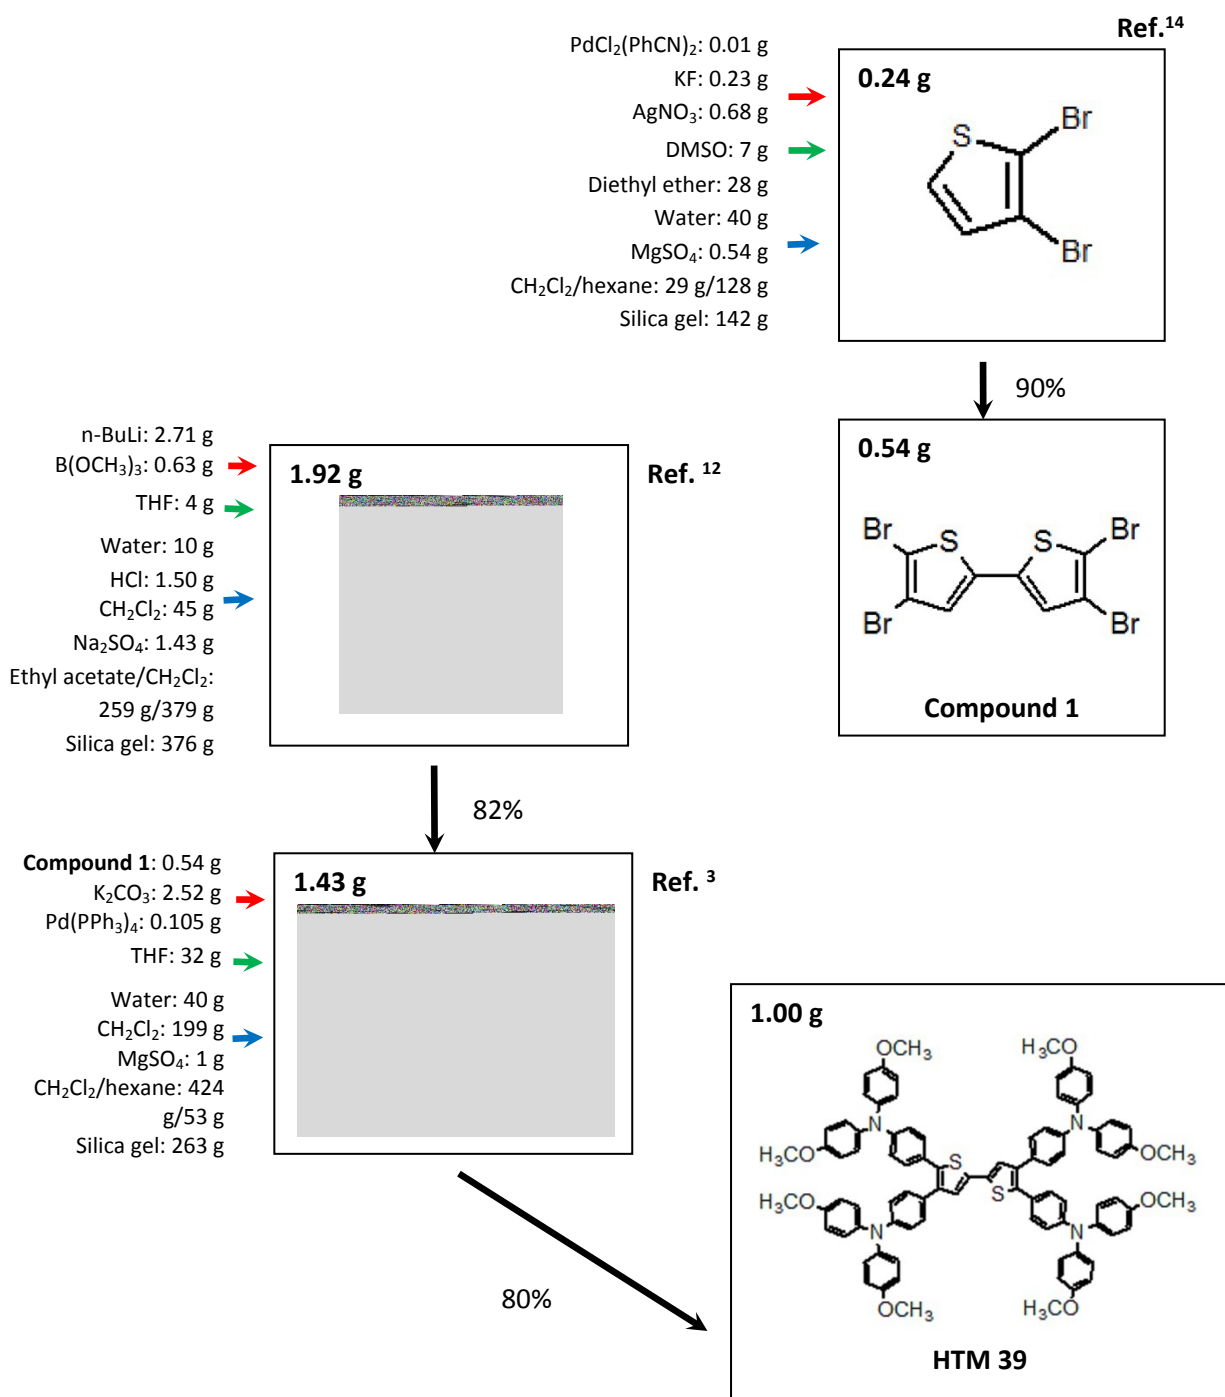 Ref.¹⁴
PdCl₂(PhCN)₂: 0.01 g
KF: 0.23 g
AgNO₃: 0.68 g
DMSO: 7 g
Diethyl ether: 28 g
Water: 40 g
MgSO₄: 0.54 g
CH₂Cl₂/hexane: 29 g/128 g
Silica gel: 142 g
0.24 g
S
Br
Br
90%
0.54 g
Br
S
S
Br
Br
Br
Compound 1
n-BuLi: 2.71 g
B(OCH₃)₃: 0.63 g
THF: 4 g
Water: 10 g
HCl: 1.50 g
CH₂Cl₂: 45 g
Na₂SO₄: 1.43 g
Ethyl acetate/CH₂Cl₂:
259 g/379 g
Silica gel: 376 g
1.92 g
Ref. ¹²
82%
Compound 1: 0.54 g
K₂CO₃: 2.52 g
Pd(PPh₃)₄: 0.105 g
THF: 32 g
Water: 40 g
CH₂Cl₂: 199 g
MgSO₄: 1 g
CH₂Cl₂/hexane: 424
g/53 g
Silica gel: 263 g
1.43 g
Ref. ³
80%
1.00 g
OCH₃
H₃CO
N
N
H₃CO
OCH₃
S
S
H₃CO
OCH₃
N
N
OCH₃
H₃CO
HTM 39